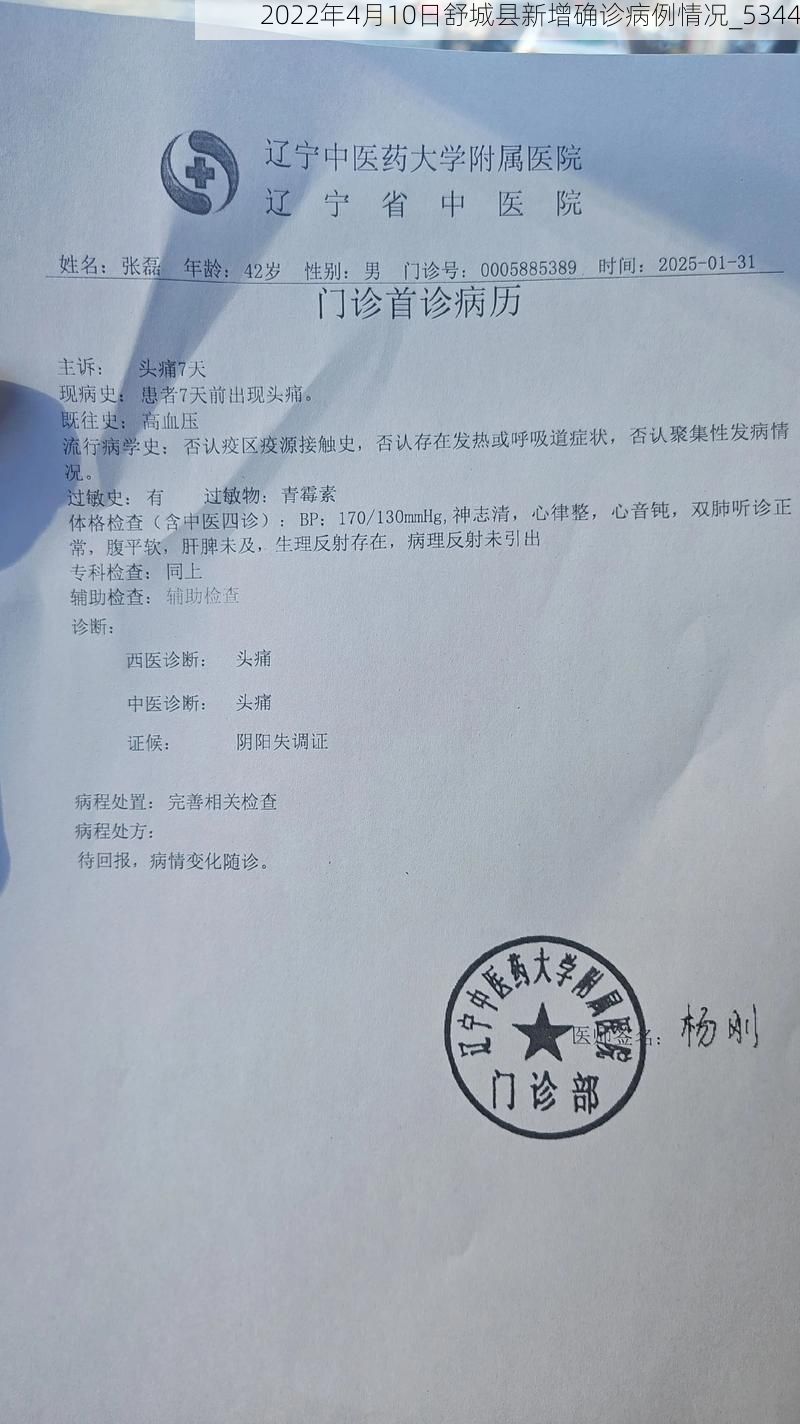 2022年4月10日舒城县新增确诊病例情况_5344
辽宁中医药大学附属医院
辽宁省中医院
姓名：张磊 年龄：42岁 性别：男 门诊号：0005885389 时间：2025-01-31
门诊首诊病历
主诉： 头痛7天
现病史：患者7天前出现头痛。
既往史：高血压
流行病学史：否认疫区疫源接触史，否认存在发热或呼吸道症状，否认聚集性发病情
况。
过敏史：有 过敏物：青霉素
体格检查（含中医四诊）：BP：170/130mmHg,神志清，心律整，心音钝，双肺听诊正
常，腹平软，肝脾未及，生理反射存在，病理反射未引出
专科检查：同上
辅助检查：辅助检查
诊断：
西医诊断： 头痛
中医诊断： 头痛
证候： 阴阳失调证
病程处置：完善相关检查
病程处方：
待回报，病情变化随诊。
辽宁中医药大学附属医院
医师签名：杨刚
门诊部